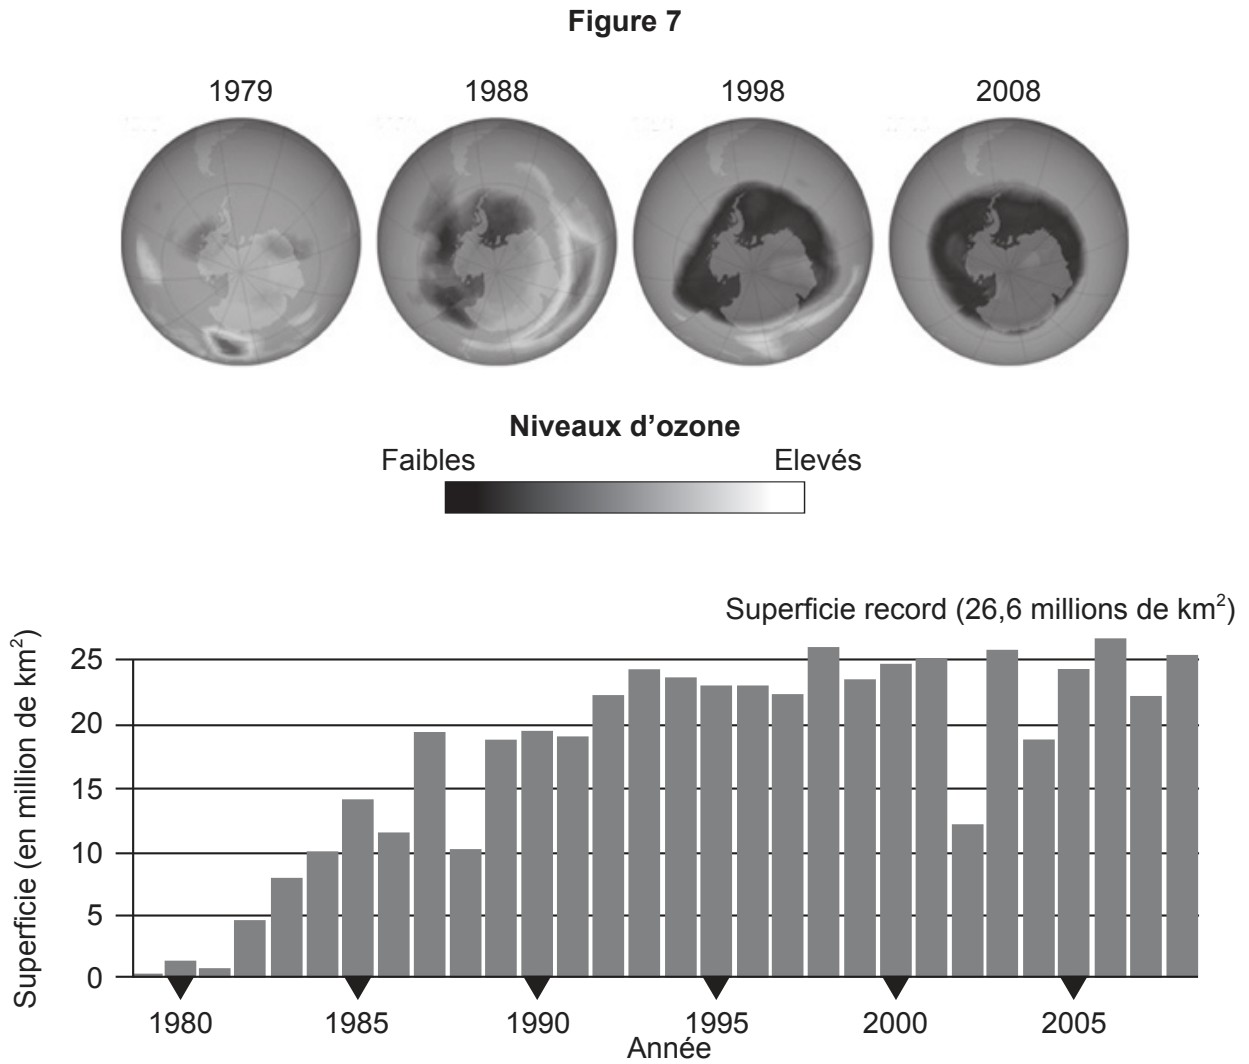 Figure 7
1979 1988 1998 2008
Niveaux d'ozone
Faibles Elevés
Superficie record (26,6 millions de km²)
Superficie (en million de km²)
25
20
15
10
5
0
1980 1985 1990 1995 2000 2005
Année